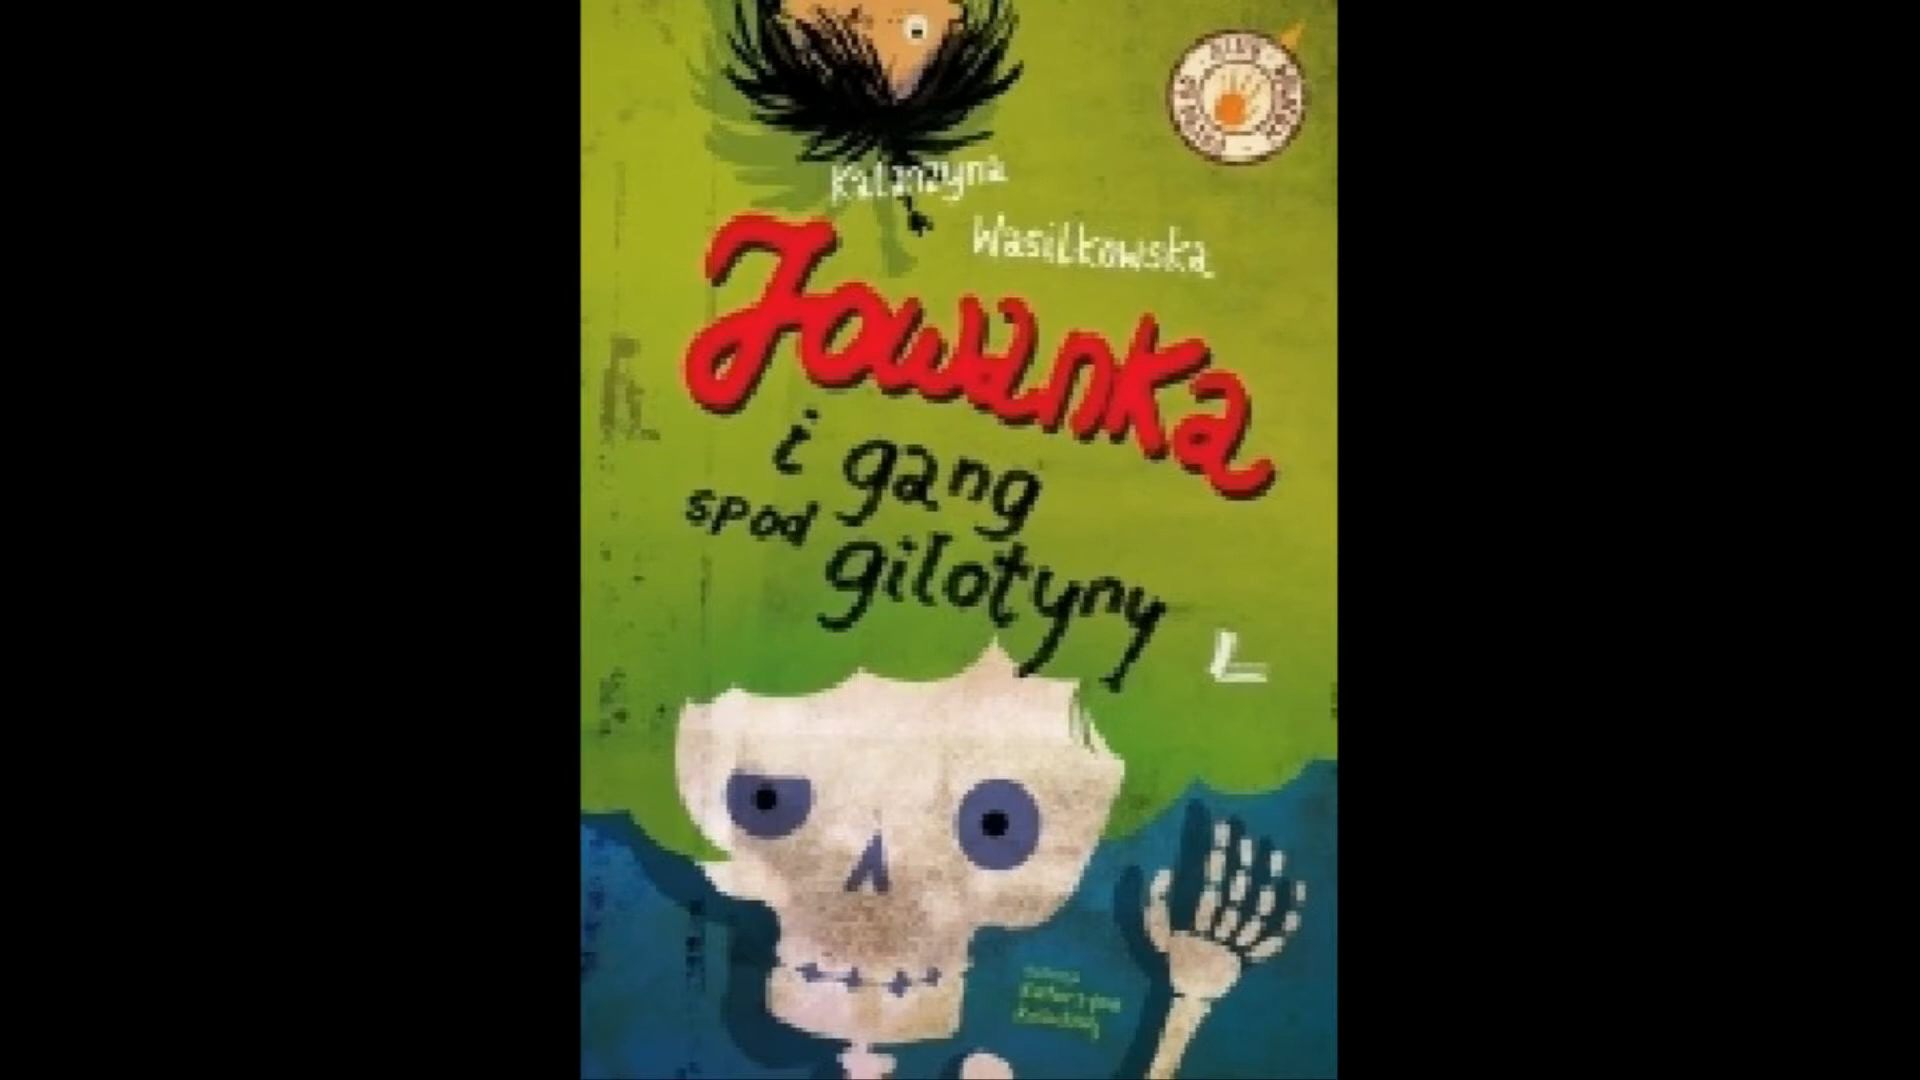 Katarzyna
Wasilkowska
Jowanka
i gang
spod
gilotyny
L